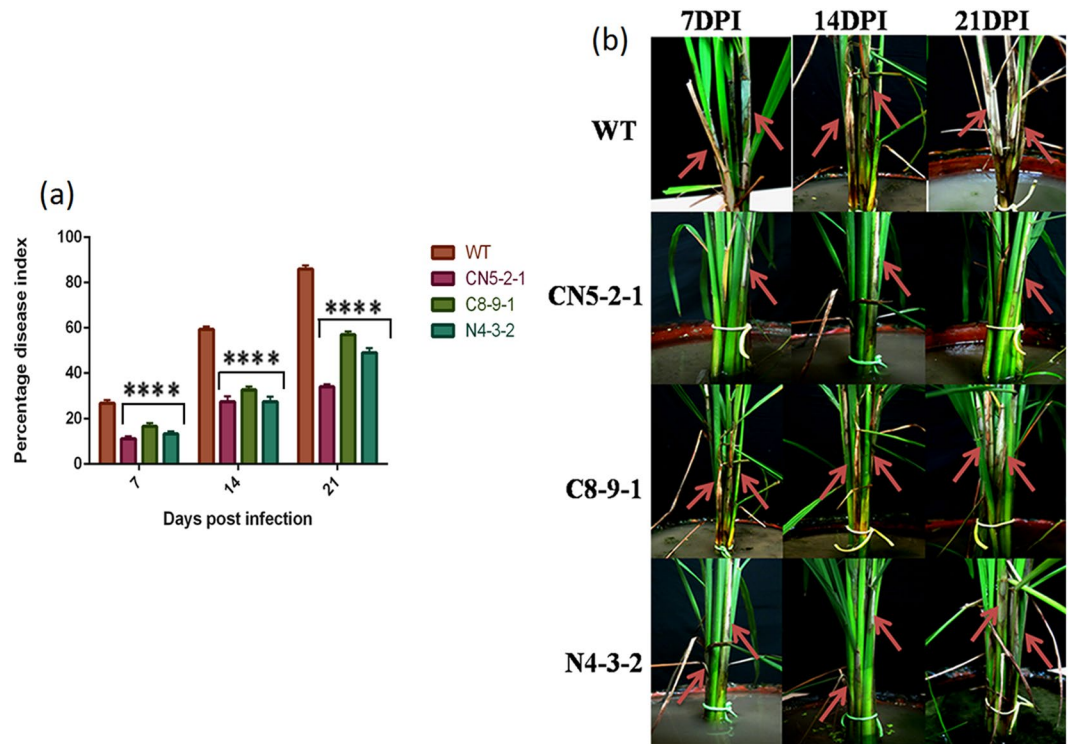 (a)
Percentage disease index
100
80
60
40
20
0
****
****
****
7
14
21
Days post infection
WT
CN5-2-1
C8-9-1
N4-3-2
(b)
7DPI 14DPI 21DPI
WT
CN5-2-1
C8-9-1
N4-3-2